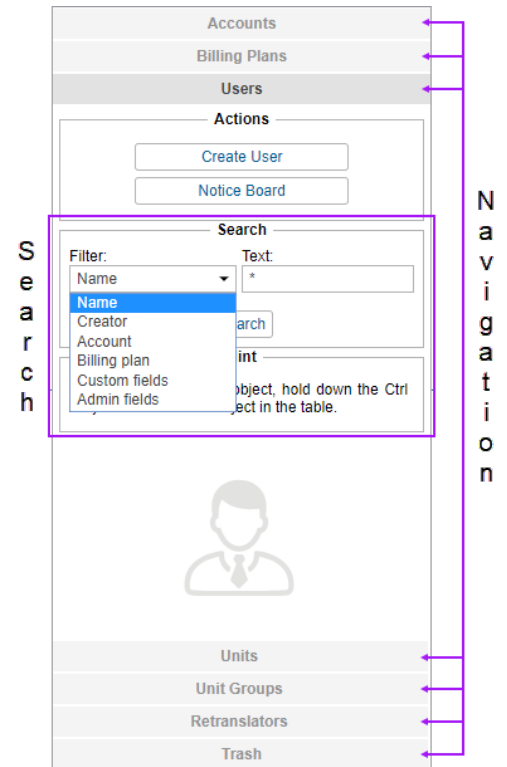 Accounts
Billing Plans
Users
Actions
Create User
Notice Board
Search
Search
Filter: Text:
Name *
Name
Creator
Account
Billing plan
Custom fields
Admin fields
arch
int
object, hold down the Ctrl
ject in the table.
Navigation
Units
Unit Groups
Retranslators
Trash